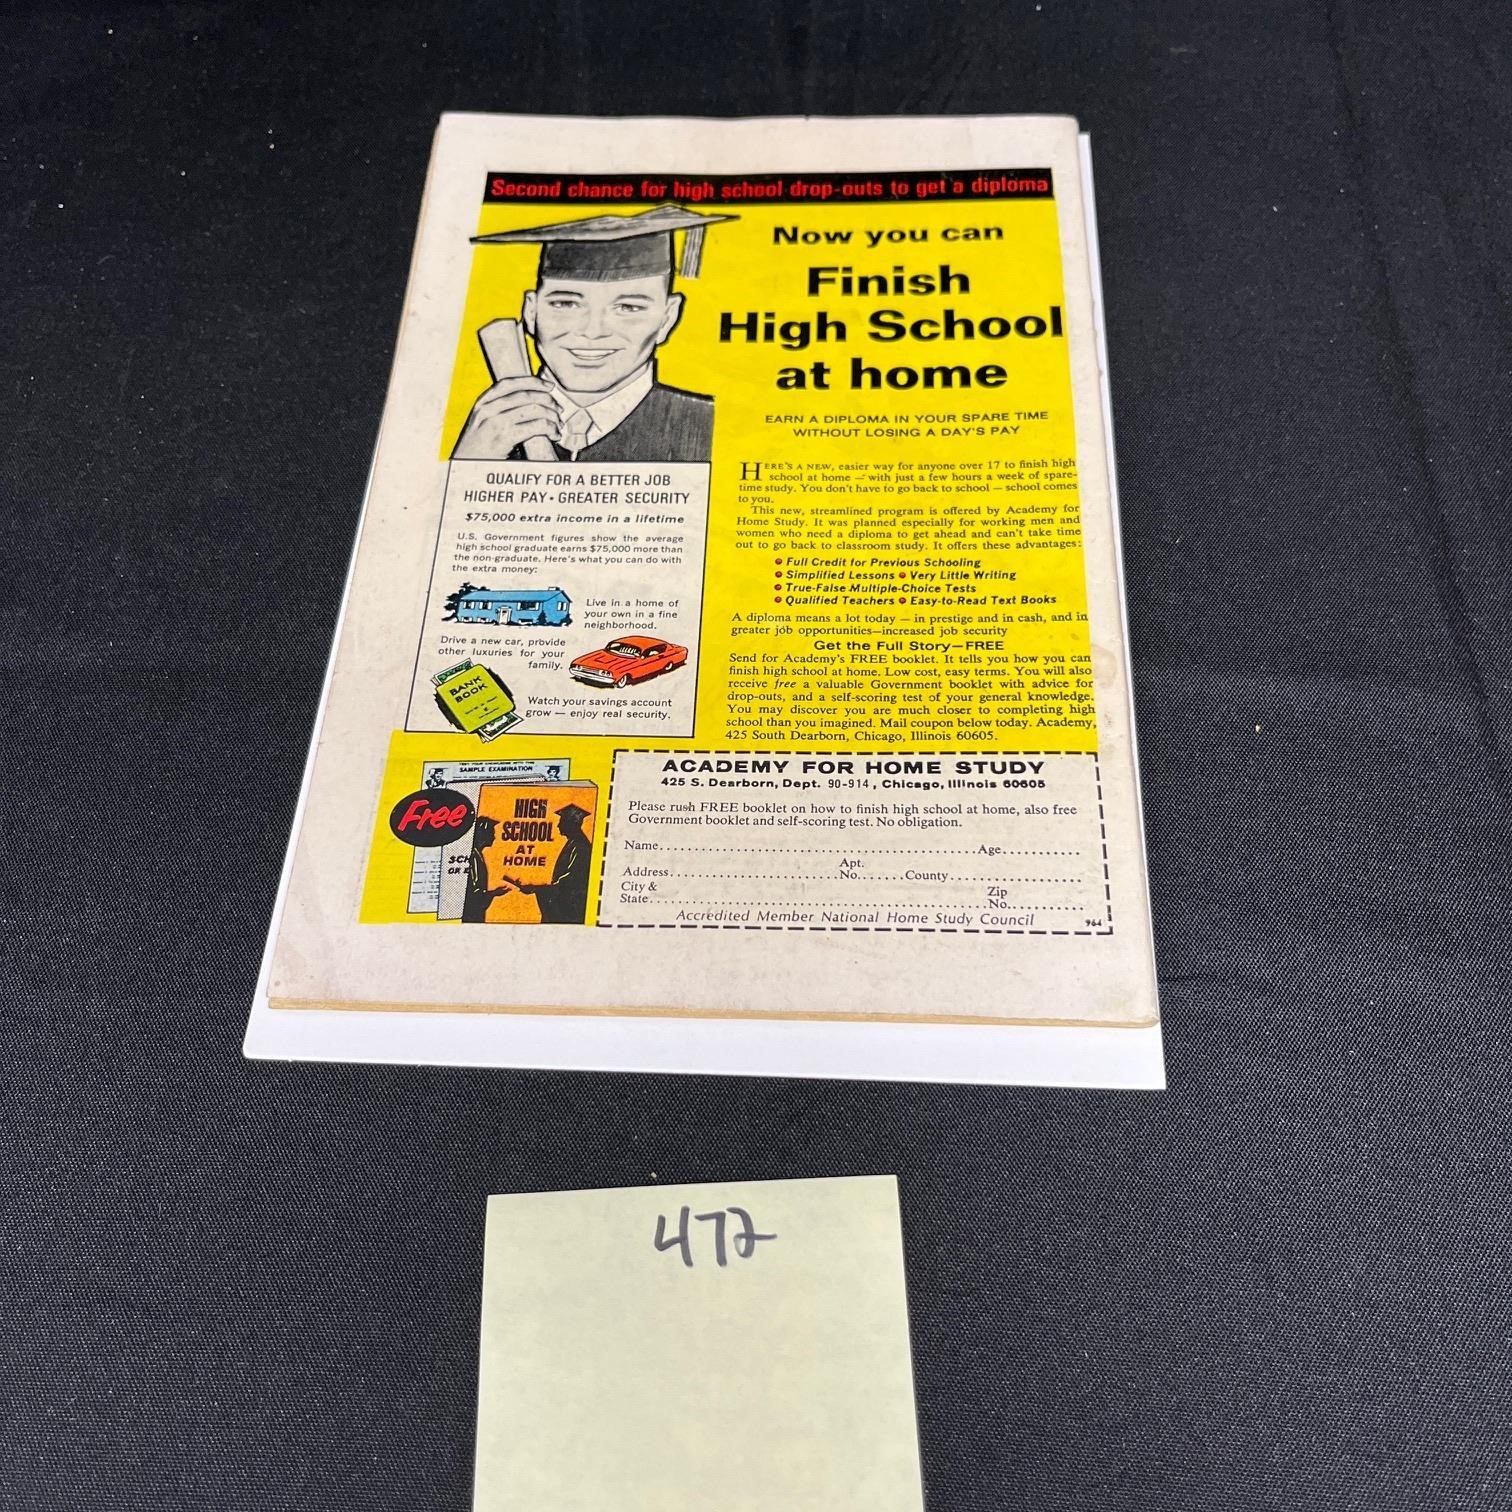 Second chance for high school drop-outs to get a diploma
Now you can
Finish
High School
at home
EARN A DIPLOMA IN YOUR SPARE TIME
WITHOUT LOSING A DAY'S PAY
HERE'S A NEW, easier way for anyone over 17 to finish high
school at home — with just a few hours a week of spare-
time study. You don't have to go back to school — school comes
to you.
This new, streamlined program is offered by Academy for
Home Study. It was planned especially for working men and
women who need a diploma to get ahead and can't take time
out to go back to classroom study. It offers these advantages:
• Full Credit for Previous Schooling
• Simplified Lessons • Very Little Writing
• True-False Multiple-Choice Tests
• Qualified Teachers • Easy-to-Read Text Books
A diploma means a lot today — in prestige and in cash, and in
greater job opportunities—increased job security
Get the Full Story—FREE
Send for Academy's FREE booklet. It tells you how you can
finish high school at home. Low cost, easy terms. You will also
receive free a valuable Government booklet with advice for
drop-outs, and a self-scoring test of your general knowledge.
You may discover you are much closer to completing high
school than you imagined. Mail coupon below today. Academy,
425 South Dearborn, Chicago, Illinois 60605.
QUALIFY FOR A BETTER JOB
HIGHER PAY • GREATER SECURITY
$75,000 extra income in a lifetime
U.S. Government figures show the average
high school graduate earns $75,000 more than
the non-graduate. Here's what you can do with
the extra money:
Live in a home of
your own in a fine
neighborhood.
Drive a new car, provide
other luxuries for your
family.
BANK
BOOK
Watch your savings account
grow — enjoy real security.
TEST YOUR KNOWLEDGE WITH THIS
SAMPLE EXAMINATION
Free
HIGH
SCHOOL
AT
HOME
SCH
OR
ACADEMY FOR HOME STUDY
425 S. Dearborn, Dept. 90-914, Chicago, Illinois 60605
Please rush FREE booklet on how to finish high school at home, also free
Government booklet and self-scoring test. No obligation.
Name..........Age..........
Apt.
Address..........No.......County..........
City & Zip
State..........No..........
Accredited Member National Home Study Council
964
472